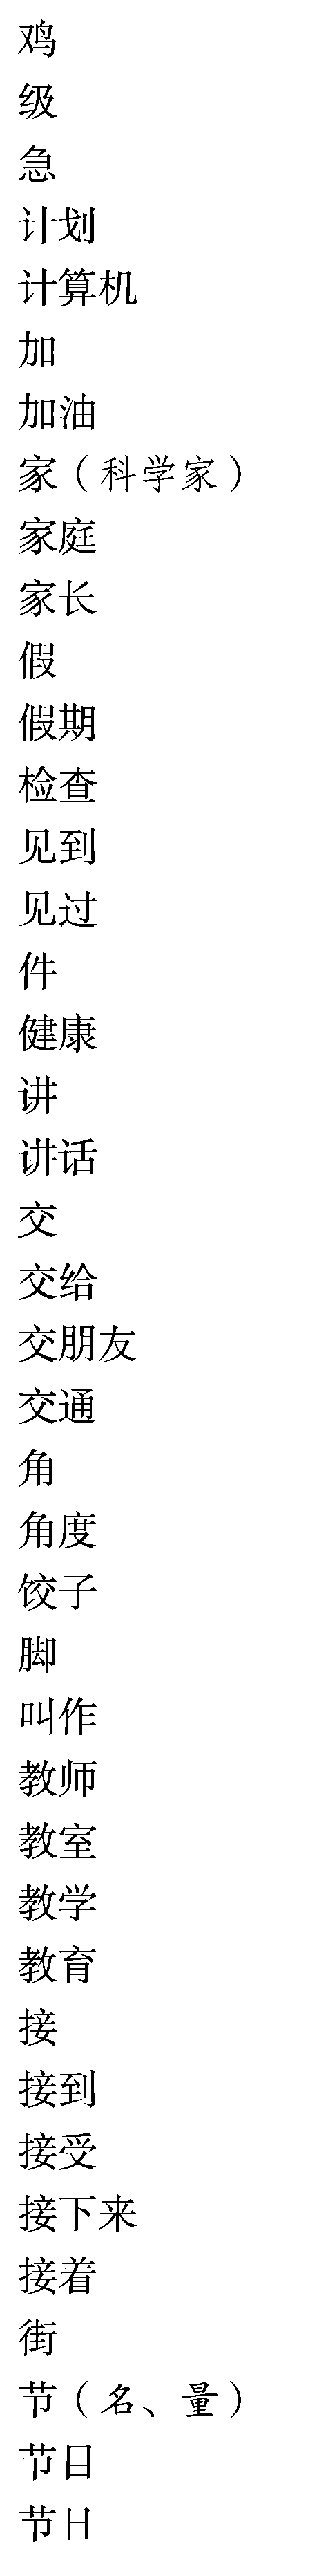 鸡
级
急
计划
计算机
加
加油
家（科学家）
家庭
家长
假
假期
检查
见到
见过
件
健康
讲
讲话
交
交给
交朋友
交通
角
角度
饺子
脚
叫作
教师
教室
教学
教育
接
接到
接受
接下来
接着
街
节（名、量）
节目
节日